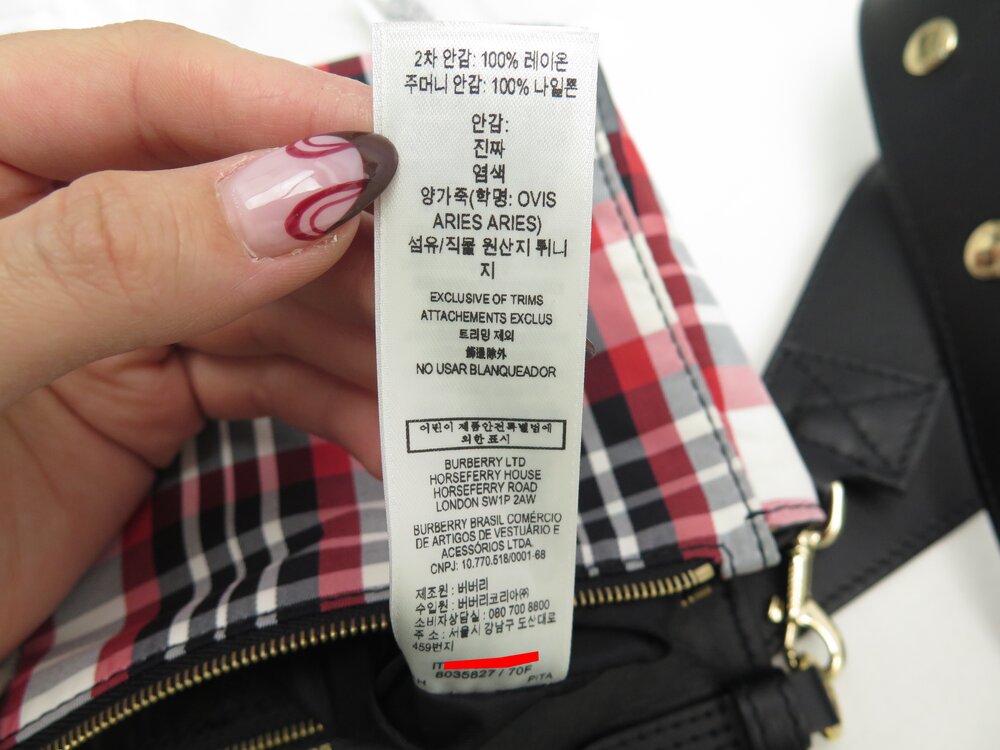 2차 안감: 100% 레이온
주머니 안감: 100% 나일론
안감:
진짜
염색
양가죽(학명: OVIS
ARIES ARIES)
섬유/직물 원산지 튀니
지
EXCLUSIVE OF TRIMS
ATTACHEMENTS EXCLUS
트리밍 제외
飾邊除外
NO USAR BLANQUEADOR
어린이 제품안전특별법에
의한 표시
BURBERRY LTD
HORSEFERRY HOUSE
HORSEFERRY ROAD
LONDON SW1P 2AW
BURBERRY BRASIL COMÉRCIO
DE ARTIGOS DE VESTUÁRIO E
ACESSÓRIOS LTDA.
CNPJ: 10.770.518/0001-68
제조원 : 버버리
수입원 : 버버리코리아㈜
소비자상담실 : 080 700 8800
주 소 : 서울시 강남구 도산대로
459번지
IT
8035827 / 70F
H PITA